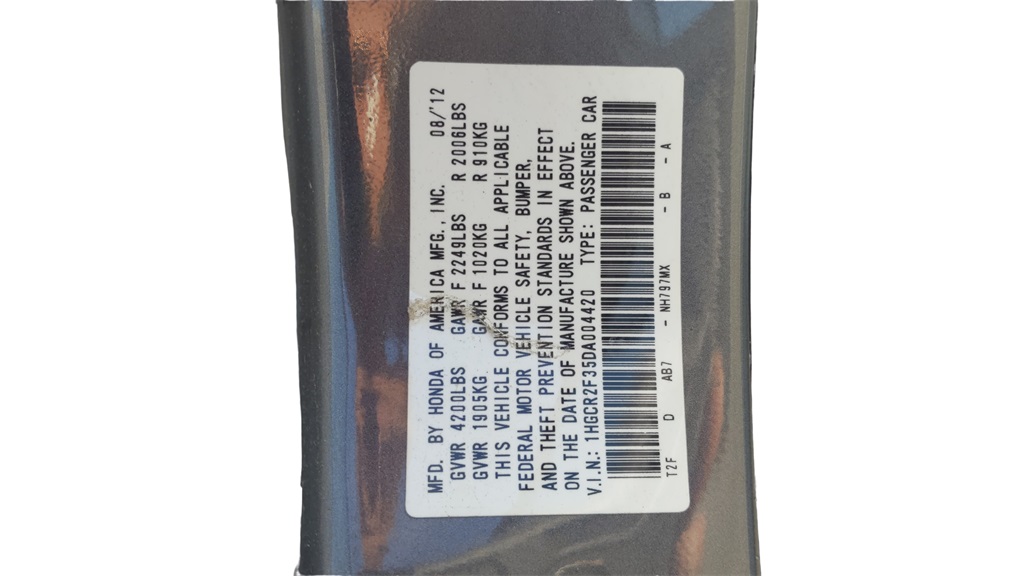 MFD. BY HONDA OF AMERICA MFG., INC. 08/'12
GVWR 4200LBS GAWR F 2249LBS R 2006LBS
GVWR 1905KG GAWR F 1020KG R 910KG
THIS VEHICLE CONFORMS TO ALL APPLICABLE
FEDERAL MOTOR VEHICLE SAFETY, BUMPER,
AND THEFT PREVENTION STANDARDS IN EFFECT
ON THE DATE OF MANUFACTURE SHOWN ABOVE.
V.I.N.: 1HGCR2F35DA004420 TYPE: PASSENGER CAR
T2F D AB7 - NH797MX - B - A